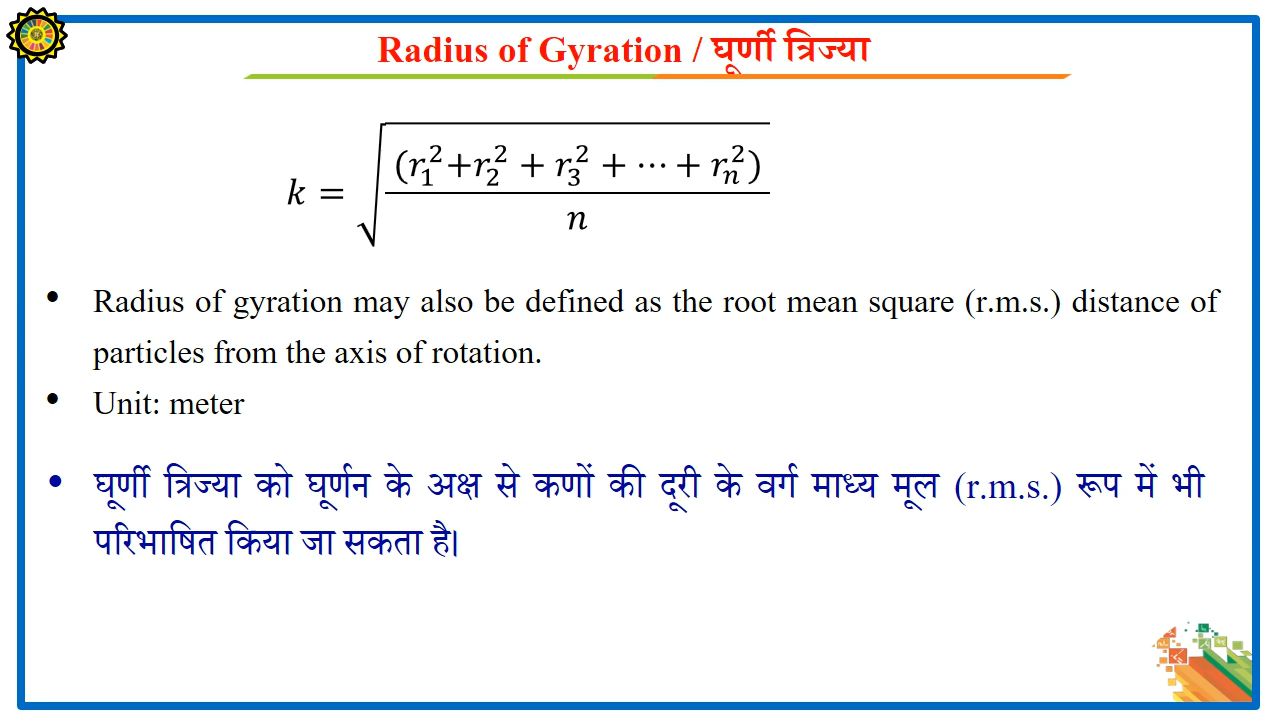 Radius of Gyration / घूर्णी त्रिज्या
k = √((r₁²+r₂² + r₃² + ⋯ + rₙ²)/n)
• Radius of gyration may also be defined as the root mean square (r.m.s.) distance of
particles from the axis of rotation.
• Unit: meter
• घूर्णी त्रिज्या को घूर्णन के अक्ष से कणों की दूरी के वर्ग माध्य मूल (r.m.s.) रूप में भी
परिभाषित किया जा सकता है।